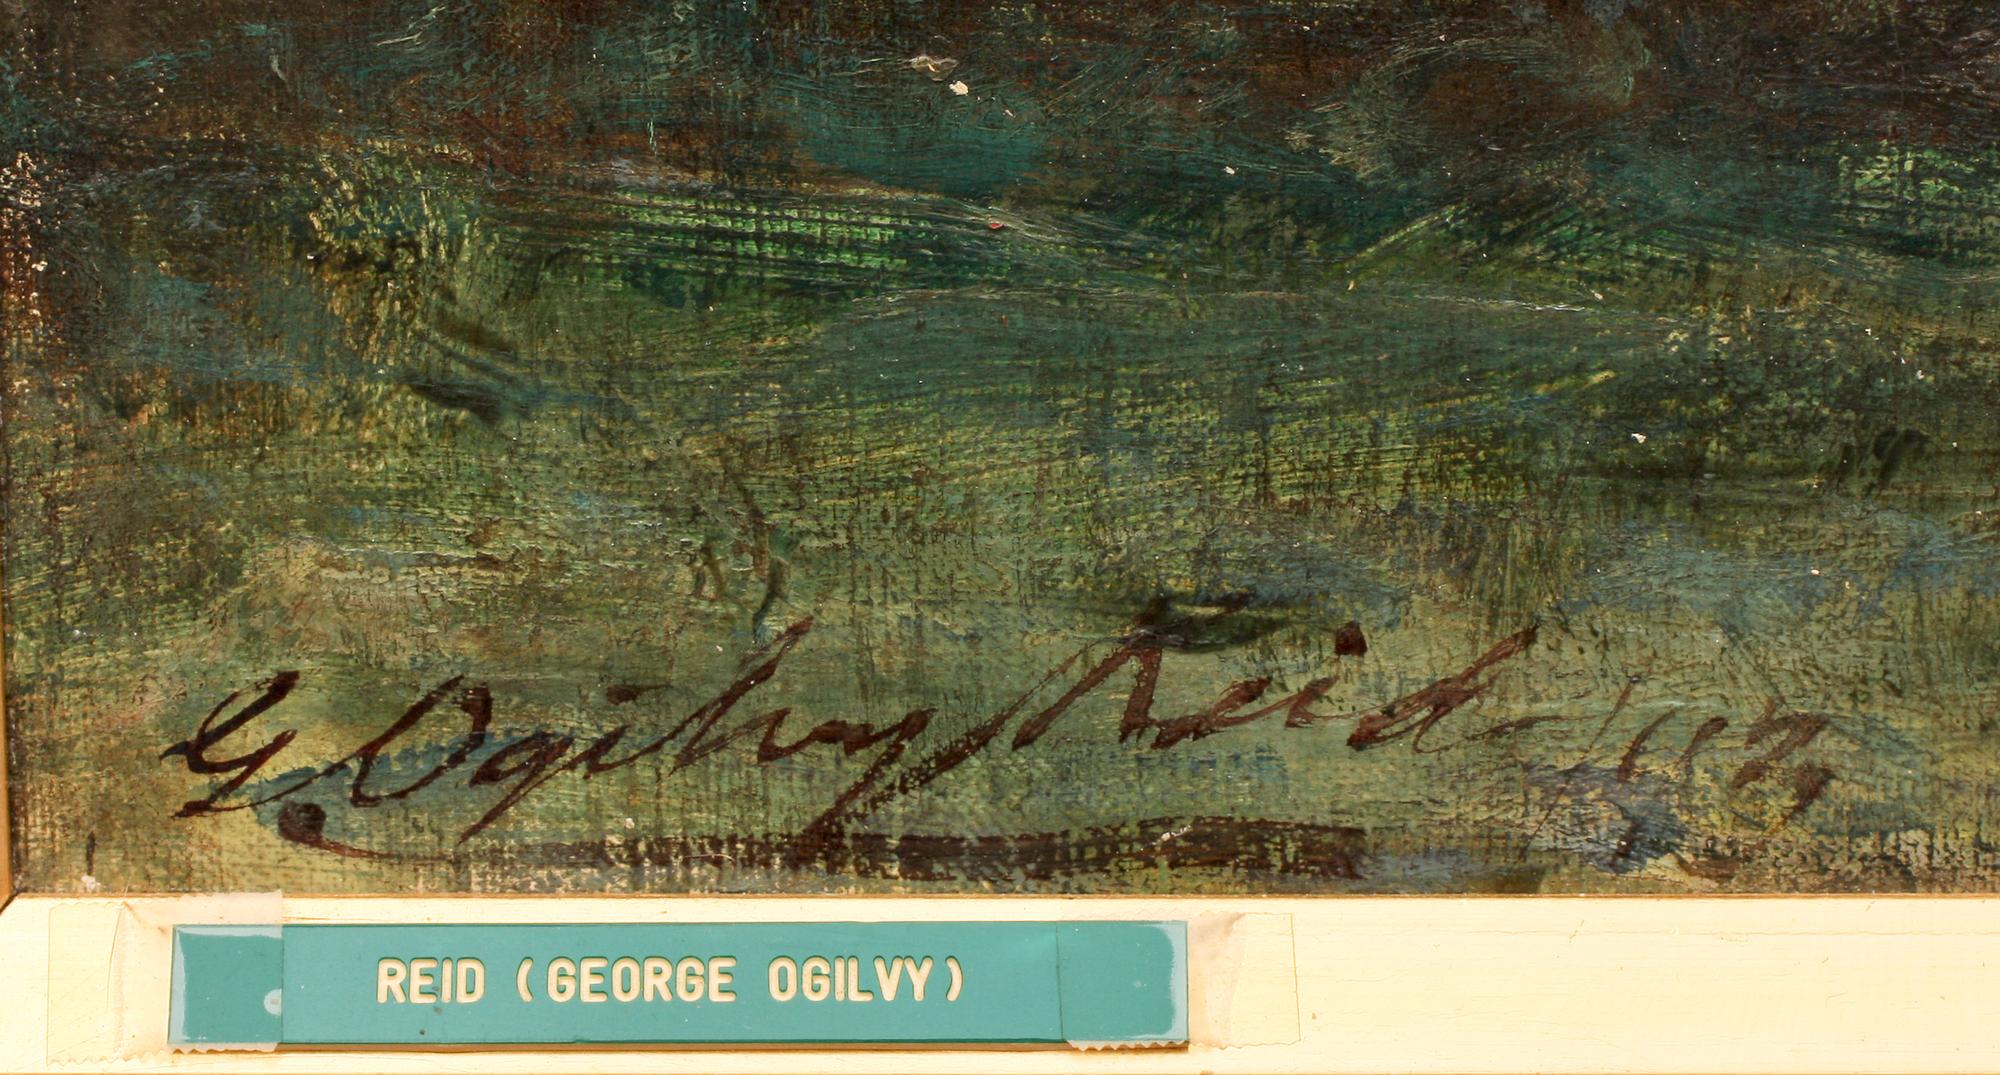 G. Ogilvy Reid
REID (GEORGE OGILVY)